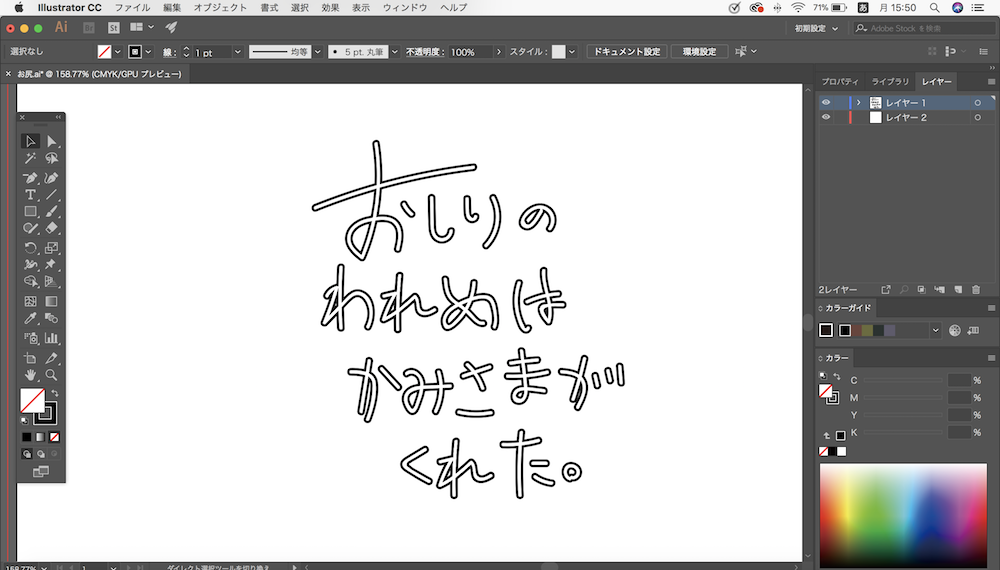 Illustrator CC ファイル 編集 オブジェクト 書式 選択 効果 表示 ウィンドウ ヘルプ 71% あ 月 15:50
Ai Br St 初期設定 Adobe Stock を検索
選択なし 線: 1 pt 均等 5 pt. 丸筆 不透明度: 100% スタイル: ドキュメント設定 環境設定
× お尻.ai* @ 158.77% (CMYK/GPU プレビュー)
プロパティ ライブラリ レイヤー
レイヤー 1
レイヤー 2
おしりの
われめは
かみさまが
くれた。
2レイヤー
カラーガイド
カラー
C %
M %
Y %
K %
158.77% 1 ダイレクト選択ツールを切り換え